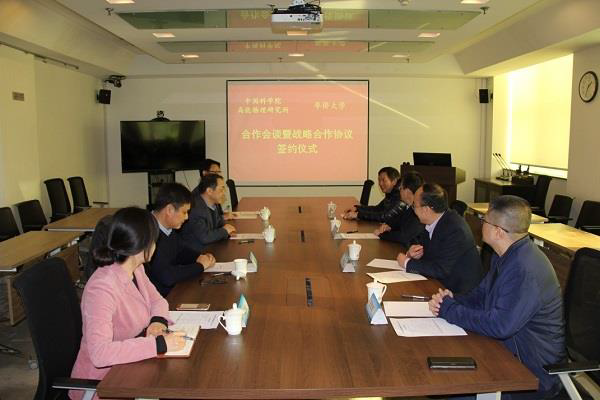 中国科学院 华侨大学
高能物理研究所
合作会谈暨战略合作协议
签约仪式